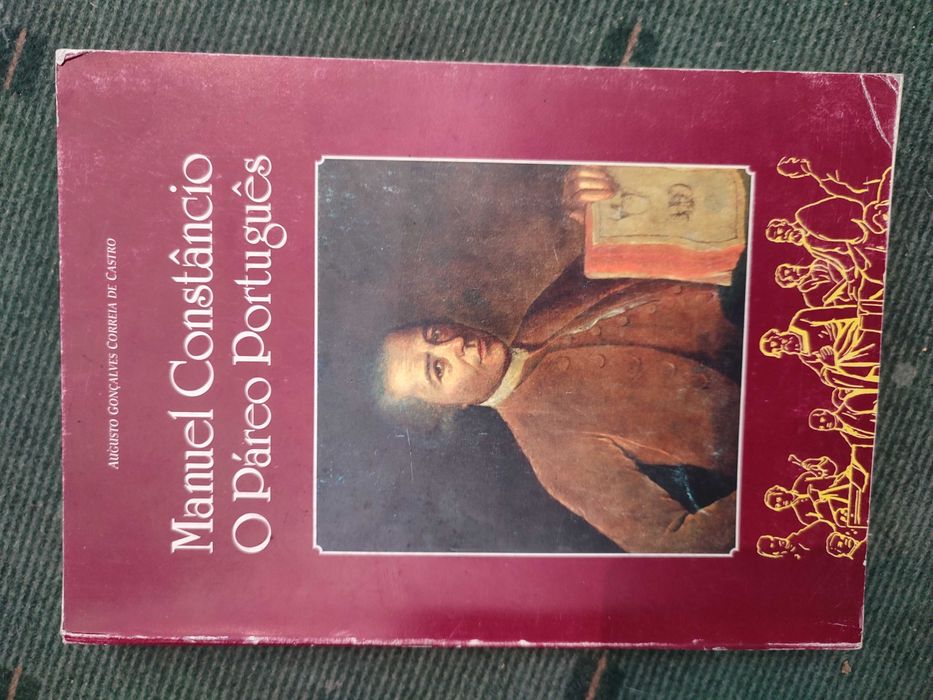 AUGUSTO GONÇALVES CORREIA DE CASTRO
Manuel Constâncio
O Páreo Português